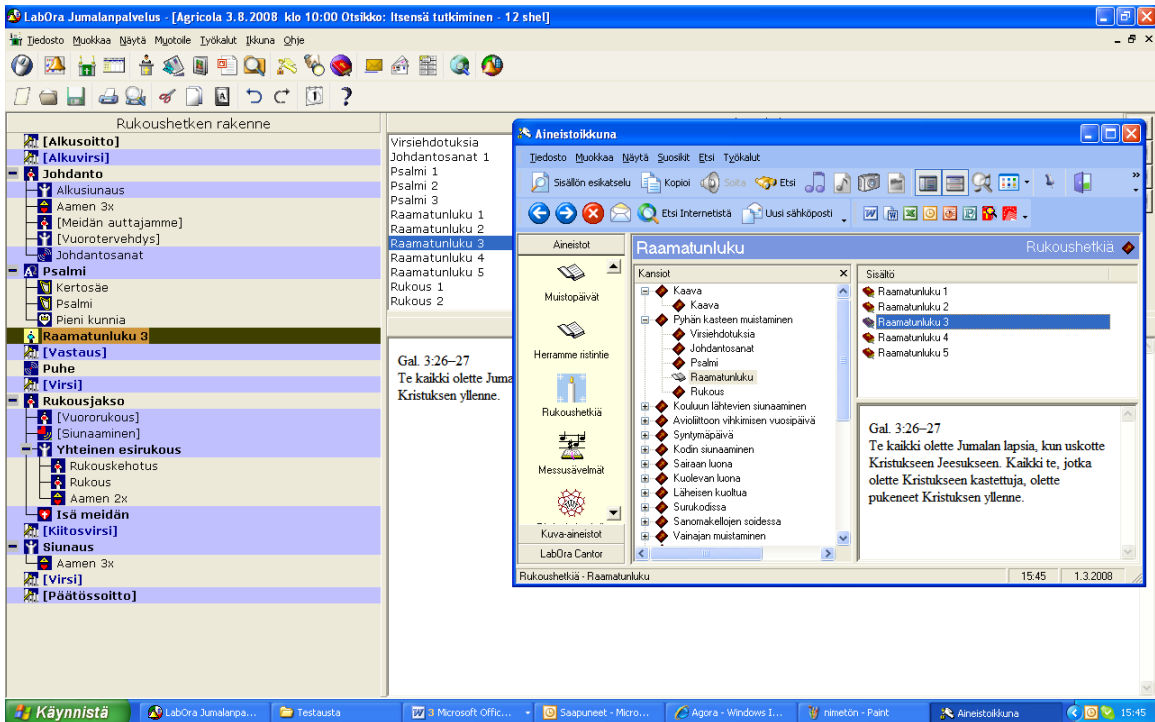 LabOra Jumalanpalvelus - [Agricola 3.8.2008 klo 10:00 Otsikko: Itsensä tutkiminen - 12 shel]
Tiedosto Muokkaa Näytä Muotoile Työkalut Ikkuna Ohje
Rukoushetken rakenne
[Alkusoitto]
[Alkuvirsi]
Johdanto
Alkusiunaus
Aamen 3x
[Meidän auttajamme]
[Vuorotervehdys]
Johdantosanat
Psalmi
Kertosäe
Psalmi
Pieni kunnia
Raamatunluku 3
[Vastaus]
Puhe
[Virsi]
Rukousjakso
[Vuororukous]
[Siunaaminen]
Yhteinen esirukous
Rukouskehotus
Rukous
Aamen 2x
Isä meidän
[Kiitosvirsi]
Siunaus
Aamen 3x
[Virsi]
[Päätössoitto]
Virsiehdotuksia
Johdantosanat 1
Psalmi 1
Psalmi 2
Psalmi 3
Raamatunluku 1
Raamatunluku 2
Raamatunluku 3
Raamatunluku 4
Raamatunluku 5
Rukous 1
Rukous 2
Gal. 3:26–27
Te kaikki olette Juma
Kristuksen yllenne.
Aineistoikkuna
Tiedosto Muokkaa Näytä Suosikit Etsi Työkalut
Sisällön esikatselu Kopioi Soita Etsi
Etsi Internetistä Uusi sähköposti
Aineistot
Muistopäivät
Herramme ristintie
Rukoushetkiä
Messusävelmät
Kuva-aineistot
LabOra Cantor
Raamatunluku Rukoushetkiä
Kansiot
Kaava
Kaava
Pyhän kasteen muistaminen
Virsiehdotuksia
Johdantosanat
Psalmi
Raamatunluku
Rukous
Kouluun lähtevien siunaaminen
Avioliittoon vihkimisen vuosipäivä
Syntymäpäivä
Kodin siunaaminen
Sairaan luona
Kuolevan luona
Läheisen kuoltua
Surukodissa
Sanomakellojen soidessa
Vainajan muistaminen
Sisältö
Raamatunluku 1
Raamatunluku 2
Raamatunluku 3
Raamatunluku 4
Raamatunluku 5
Gal. 3:26–27
Te kaikki olette Jumalan lapsia, kun uskotte
Kristukseen Jeesukseen. Kaikki te, jotka
olette Kristukseen kastettuja, olette
pukeneet Kristuksen yllenne.
Rukoushetkiä - Raamatunluku 15:45 1.3.2008
Käynnistä LabOra Jumalanpa... Testausta 3 Microsoft Offic... Saapuneet - Micro... Agora - Windows I... nimetön - Paint Aineistoikkuna 15:45